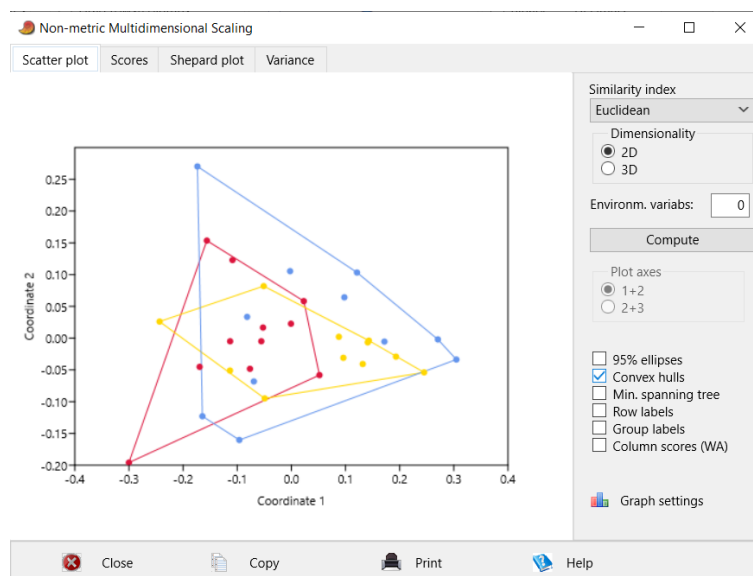 Non-metric Multidimensional Scaling
Scatter plot Scores Shepard plot Variance
Similarity index
Euclidean
Dimensionality
2D
3D
Environm. variabs: 0
Compute
Plot axes
1+2
2+3
95% ellipses
Convex hulls
Min. spanning tree
Row labels
Group labels
Column scores (WA)
Graph settings
Coordinate 2
0.25
0.20
0.15
0.10
0.05
0.00
-0.05
-0.10
-0.15
-0.20
-0.4 -0.3 -0.2 -0.1 0.0 0.1 0.2 0.3 0.4
Coordinate 1
Close Copy Print Help